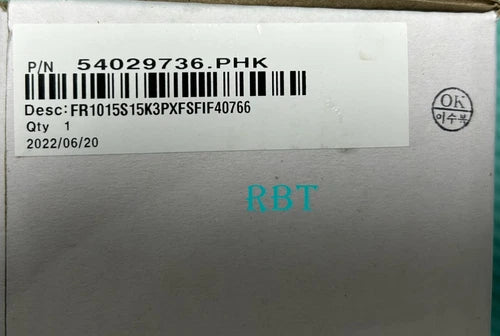 P/N 54029736.PHK
Desc: FR1015S15K3PXFSFIF40766
Qty 1
2022/06/20
OK
이수복
RBT